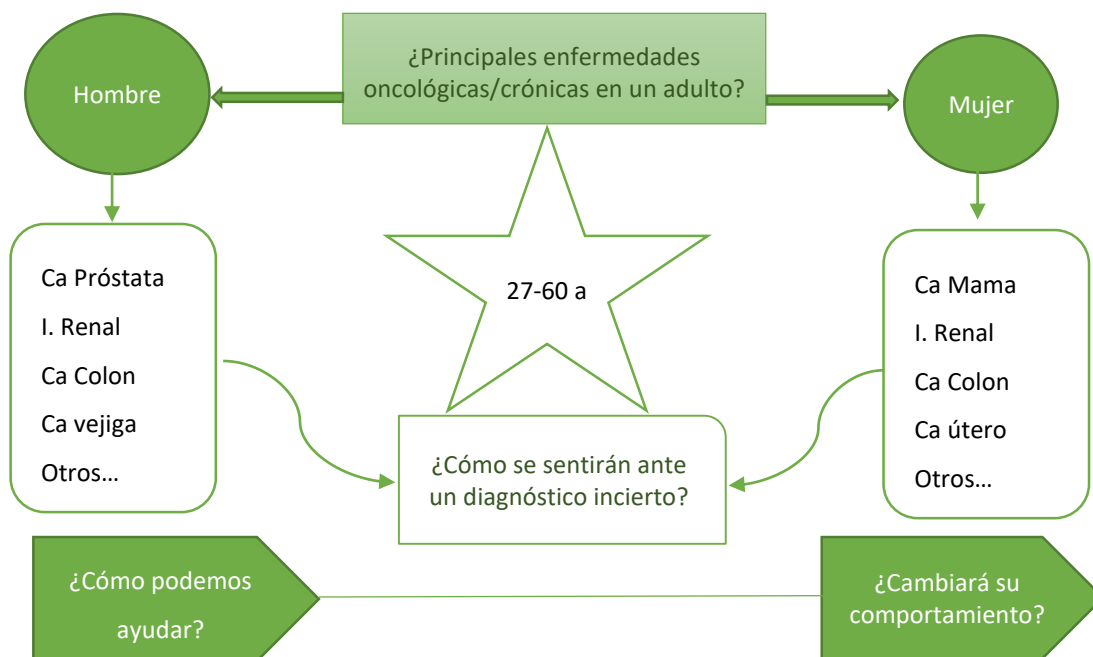 ¿Principales enfermedades
oncológicas/crónicas en un adulto?
Hombre
Mujer
27-60 a
Ca Próstata
I. Renal
Ca Colon
Ca vejiga
Otros…
Ca Mama
I. Renal
Ca Colon
Ca útero
Otros…
¿Cómo se sentirán ante
un diagnóstico incierto?
¿Cómo podemos
ayudar?
¿Cambiará su
comportamiento?